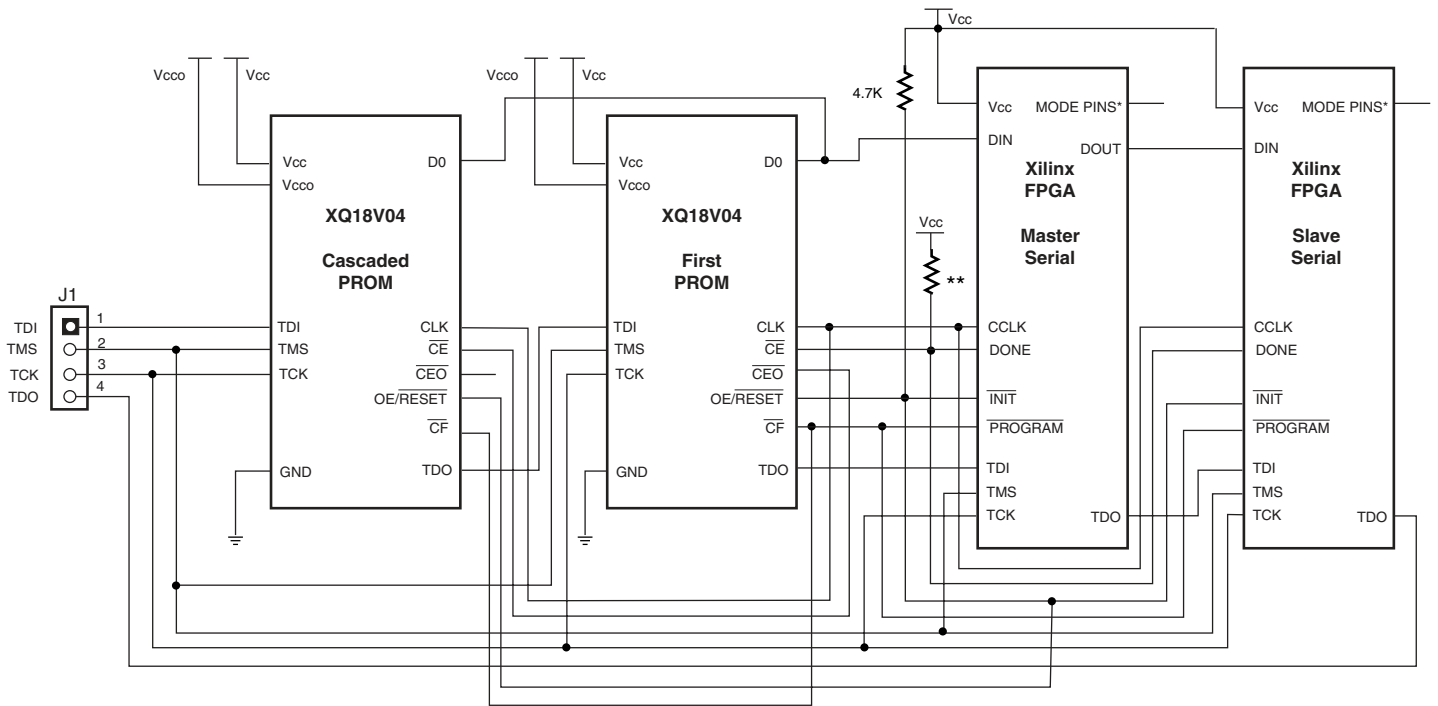 Vcc
Vcco
Vcc
Vcco
Vcc
4.7K
Vcc
MODE PINS*
Vcc
MODE PINS*
DIN
DOUT
DIN
Vcc
Vcco
D0
Vcc
Vcco
D0
XQ18V04
Cascaded
PROM
XQ18V04
First
PROM
Xilinx
FPGA
Master
Serial
Xilinx
FPGA
Slave
Serial
Vcc
**
J1
TDI
1
TMS
2
TCK
3
TDO
4
TDI
TMS
TCK
GND
CLK
CE
CEO
OE/RESET
CF
TDO
TDI
TMS
TCK
GND
CLK
CE
CEO
OE/RESET
CF
TDO
CCLK
DONE
INIT
PROGRAM
TDI
TMS
TCK
TDO
CCLK
DONE
INIT
PROGRAM
TDI
TMS
TCK
TDO